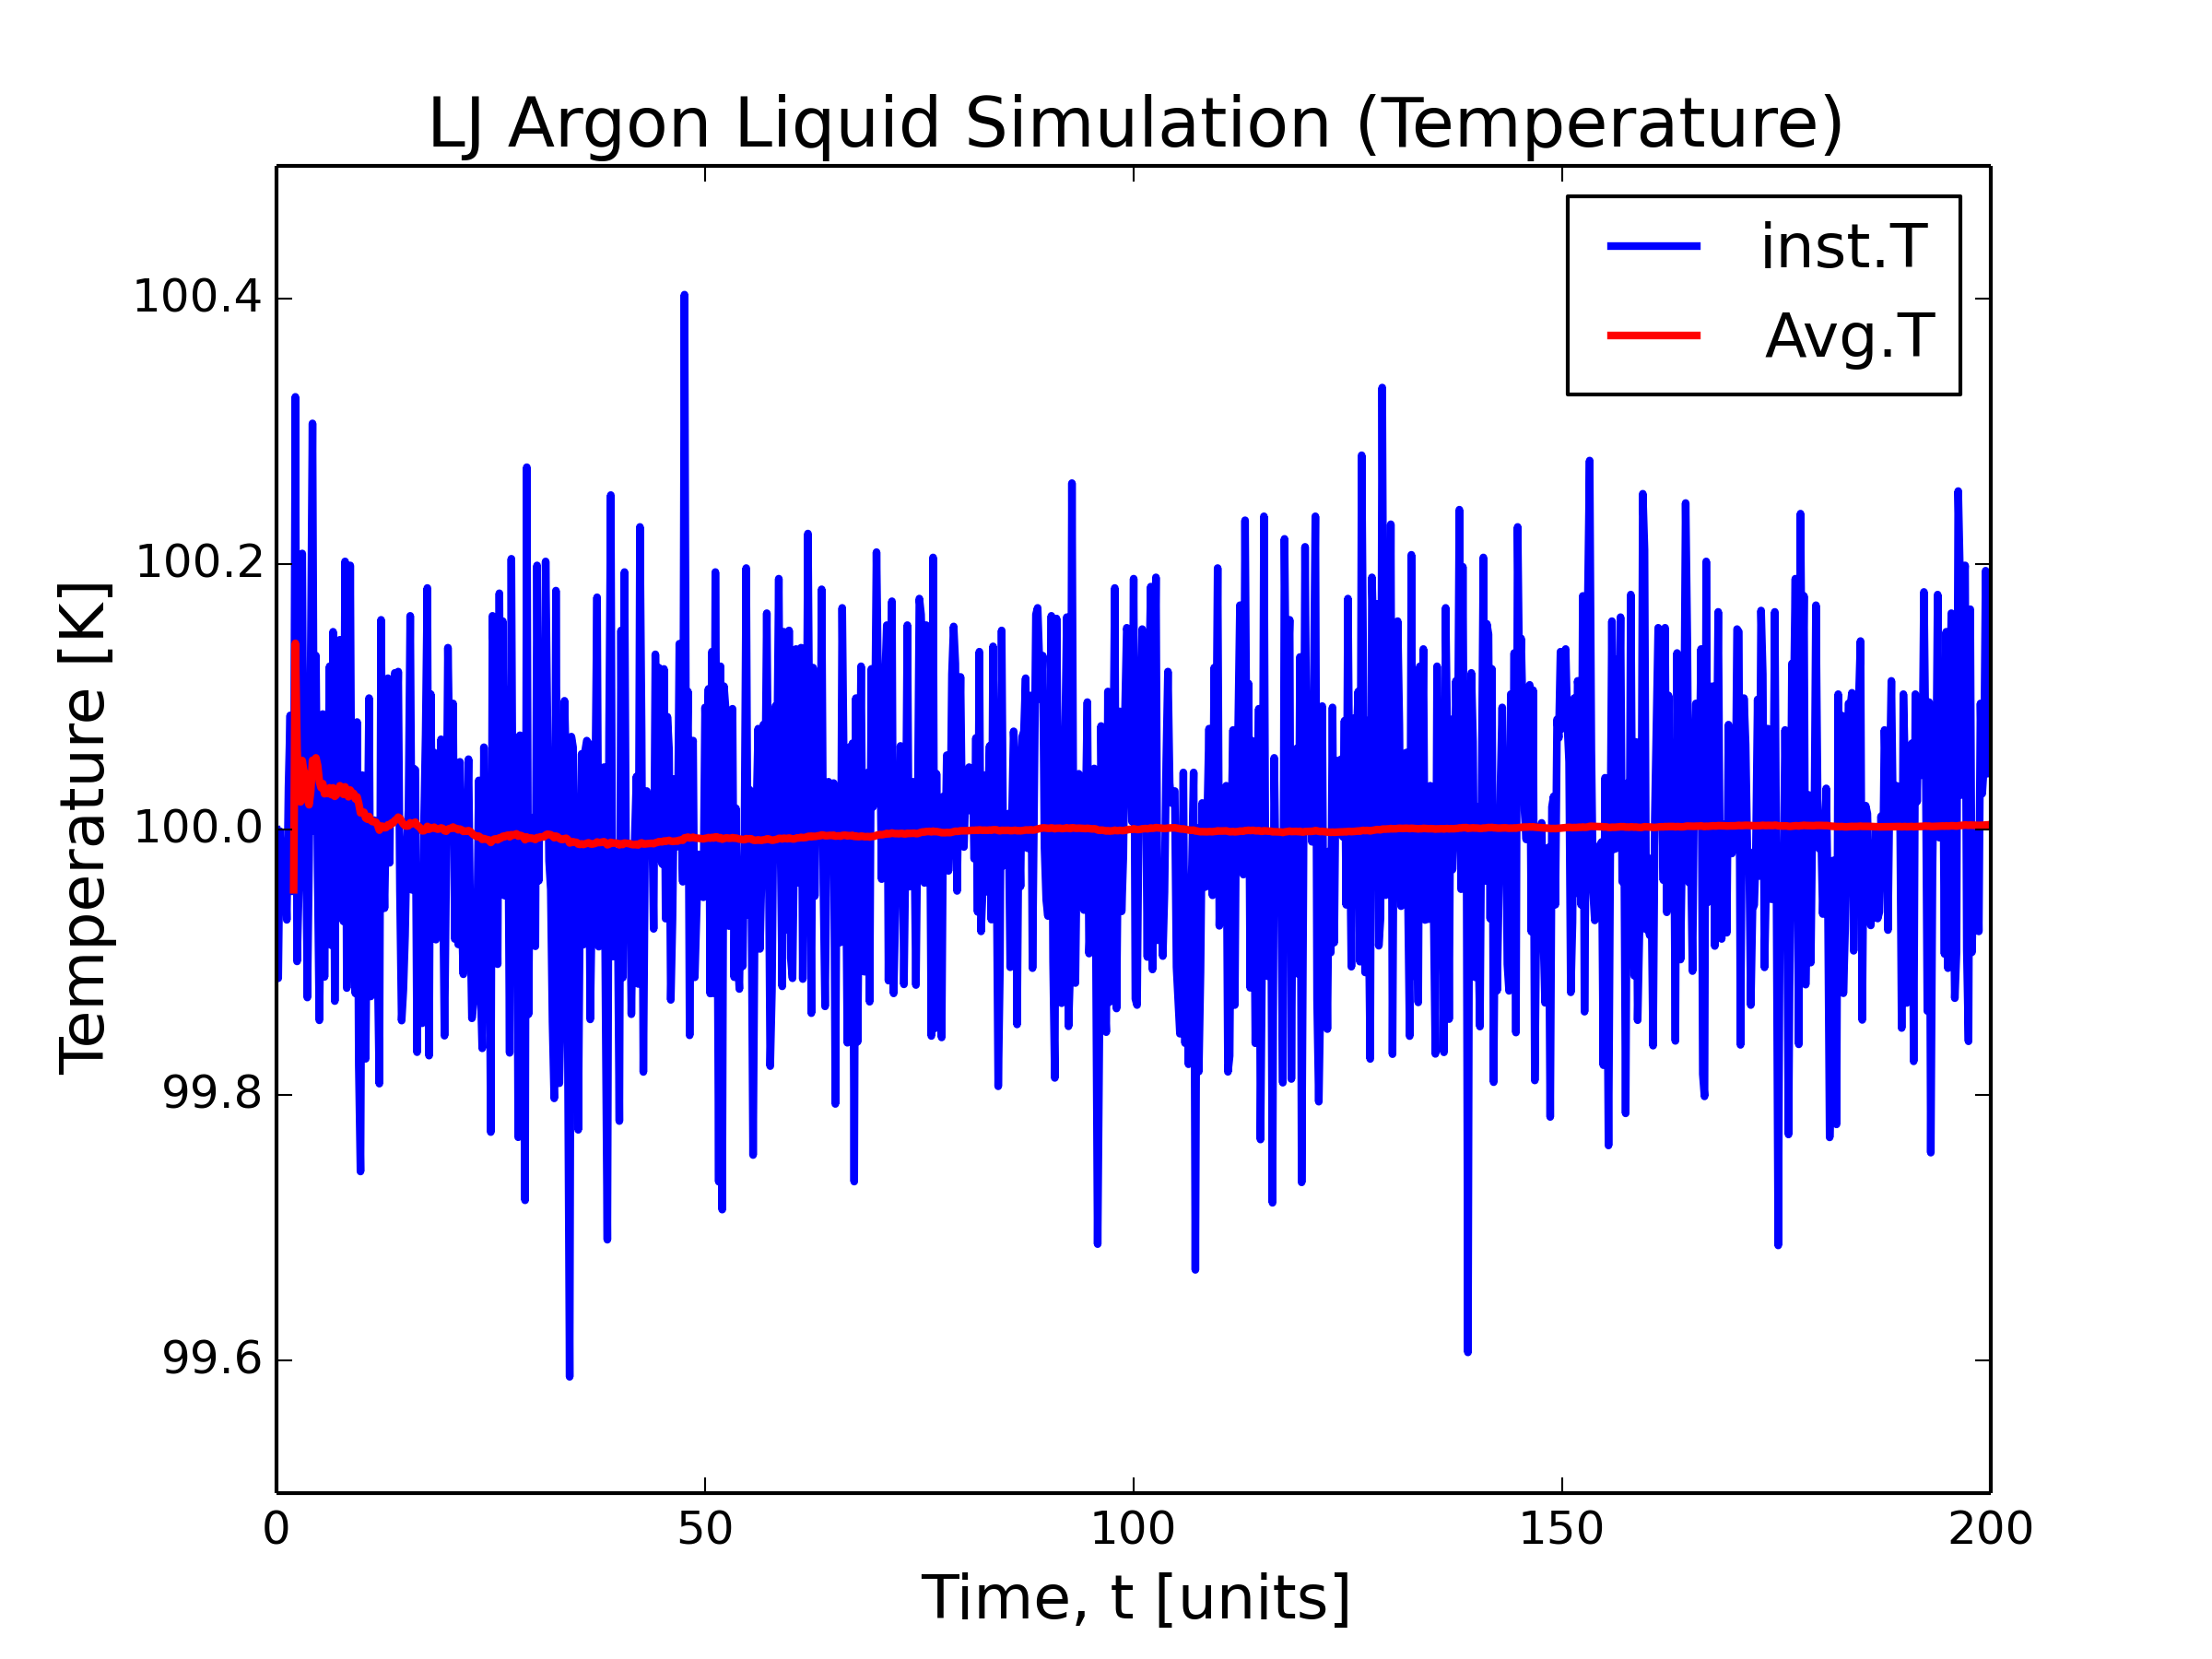 LJ Argon Liquid Simulation (Temperature)
inst.T
Avg.T
Temperature [K]
100.4
100.2
100.0
99.8
99.6
0 50 100 150 200
Time, t [units]